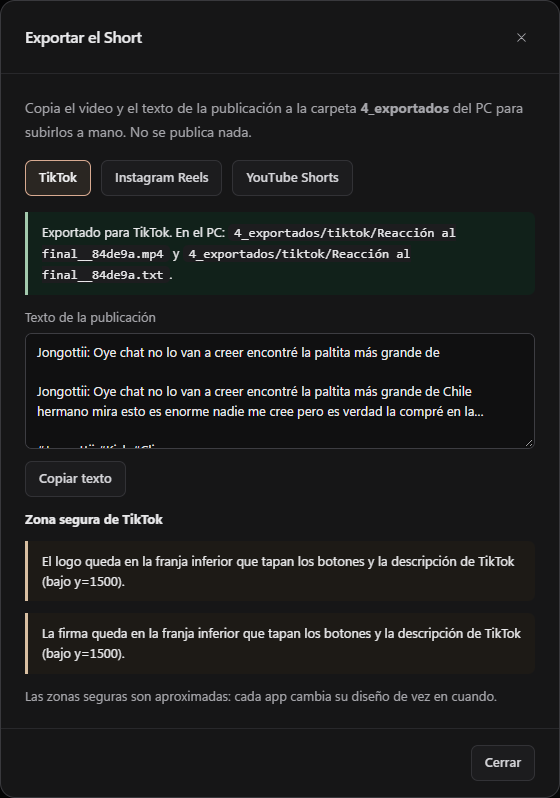 Exportar el Short
Copia el video y el texto de la publicación a la carpeta 4_exportados del PC para
subirlos a mano. No se publica nada.
TikTok
Instagram Reels
YouTube Shorts
Exportado para TikTok. En el PC: 4_exportados/tiktok/Reacción al
final__84de9a.mp4 y 4_exportados/tiktok/Reacción al
final__84de9a.txt.
Texto de la publicación
Jongottii: Oye chat no lo van a creer encontré la paltita más grande de
Jongottii: Oye chat no lo van a creer encontré la paltita más grande de Chile
hermano mira esto es enorme nadie me cree pero es verdad la compré en la...
Copiar texto
Zona segura de TikTok
El logo queda en la franja inferior que tapan los botones y la descripción de TikTok
(bajo y=1500).
La firma queda en la franja inferior que tapan los botones y la descripción de TikTok
(bajo y=1500).
Las zonas seguras son aproximadas: cada app cambia su diseño de vez en cuando.
Cerrar